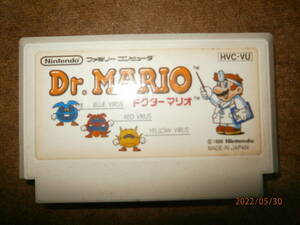 Nintendo ファミリー コンピュータ HVC-VU
Dr. MARIO
BLUE VIRUS ドクターマリオ
RED VIRUS
YELLOW VIRUS
© 1990 Nintendo
MADE IN JAPAN
2022/05/30